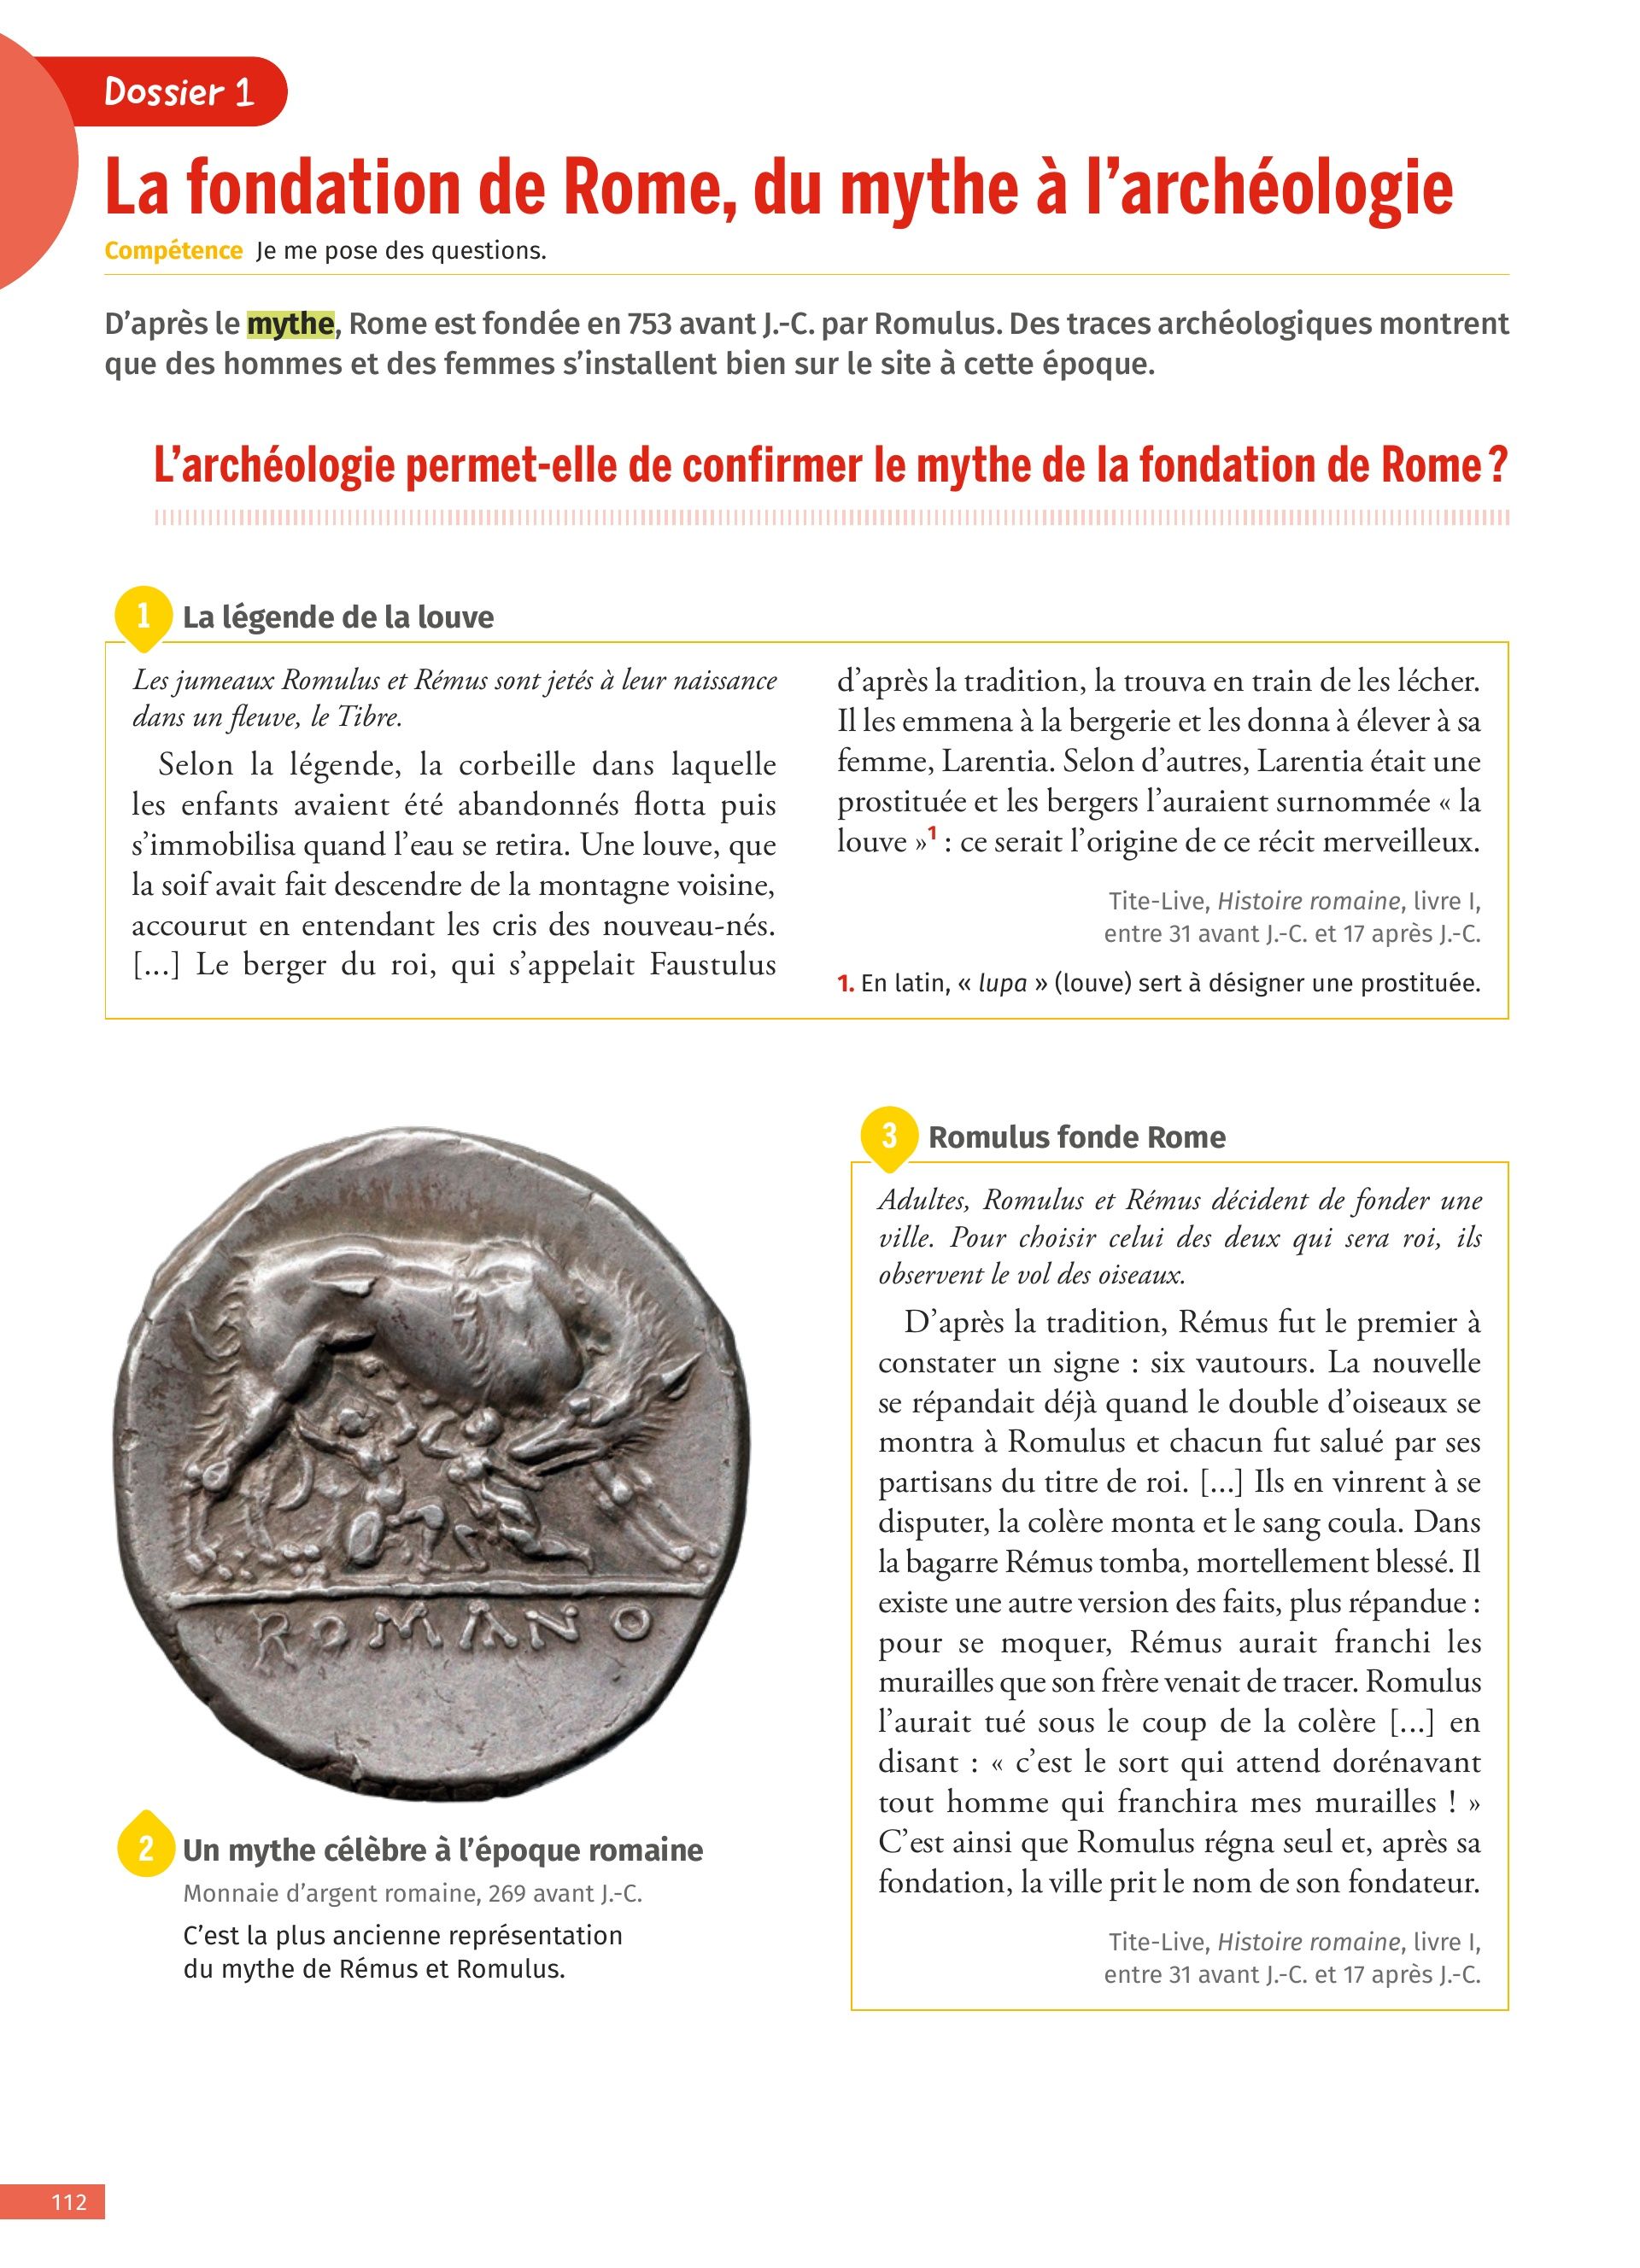 Dossier 1
La fondation de Rome, du mythe à l’archéologie
Compétence Je me pose des questions.
D’après le mythe, Rome est fondée en 753 avant J.-C. par Romulus. Des traces archéologiques montrent
que des hommes et des femmes s’installent bien sur le site à cette époque.
L’archéologie permet-elle de confirmer le mythe de la fondation de Rome ?
1 La légende de la louve
Les jumeaux Romulus et Rémus sont jetés à leur naissance
dans un fleuve, le Tibre.
Selon la légende, la corbeille dans laquelle
les enfants avaient été abandonnés flotta puis
s’immobilisa quand l’eau se retira. Une louve, que
la soif avait fait descendre de la montagne voisine,
accourut en entendant les cris des nouveau-nés.
[...] Le berger du roi, qui s’appelait Faustulus
d’après la tradition, la trouva en train de les lécher.
Il les emmena à la bergerie et les donna à élever à sa
femme, Larentia. Selon d’autres, Larentia était une
prostituée et les bergers l’auraient surnommée « la
louve »1 : ce serait l’origine de ce récit merveilleux.
Tite-Live, Histoire romaine, livre I,
entre 31 avant J.-C. et 17 après J.-C.
1. En latin, « lupa » (louve) sert à désigner une prostituée.
ROMANO
2 Un mythe célèbre à l’époque romaine
Monnaie d’argent romaine, 269 avant J.-C.
C’est la plus ancienne représentation
du mythe de Rémus et Romulus.
3 Romulus fonde Rome
Adultes, Romulus et Rémus décident de fonder une
ville. Pour choisir celui des deux qui sera roi, ils
observent le vol des oiseaux.
D’après la tradition, Rémus fut le premier à
constater un signe : six vautours. La nouvelle
se répandait déjà quand le double d’oiseaux se
montra à Romulus et chacun fut salué par ses
partisans du titre de roi. [...] Ils en vinrent à se
disputer, la colère monta et le sang coula. Dans
la bagarre Rémus tomba, mortellement blessé. Il
existe une autre version des faits, plus répandue :
pour se moquer, Rémus aurait franchi les
murailles que son frère venait de tracer. Romulus
l’aurait tué sous le coup de la colère [...] en
disant : « c’est le sort qui attend dorénavant
tout homme qui franchira mes murailles ! »
C’est ainsi que Romulus régna seul et, après sa
fondation, la ville prit le nom de son fondateur.
Tite-Live, Histoire romaine, livre I,
entre 31 avant J.-C. et 17 après J.-C.
112